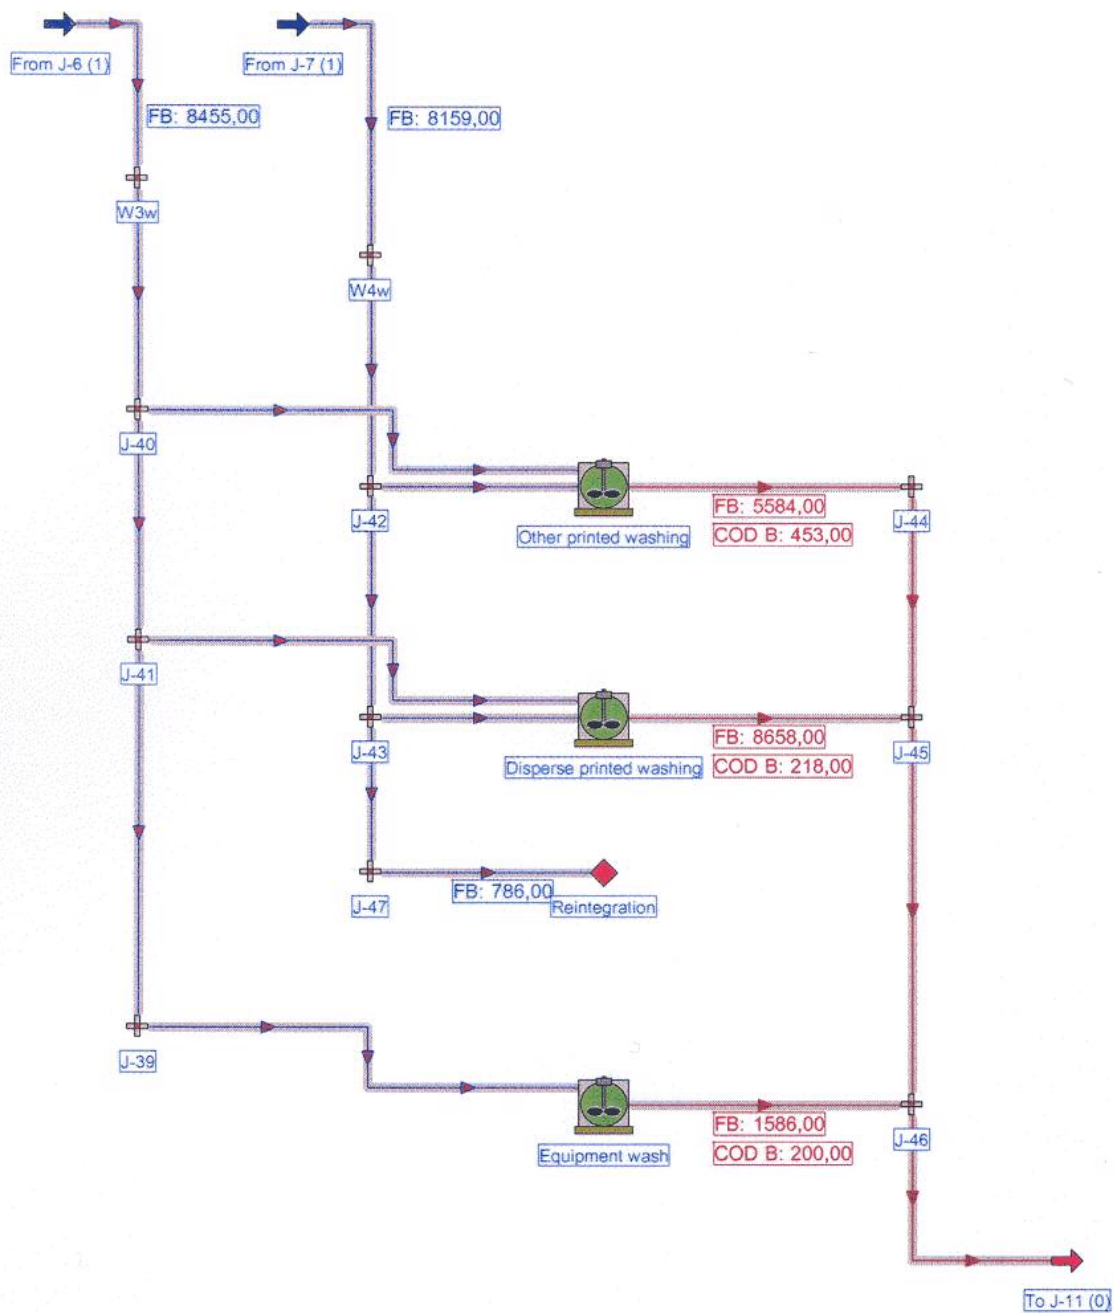 From J-6 (1)
From J-7 (1)
FB: 8455,00
FB: 8159,00
W3w
W4w
J-40
J-42
Other printed washing
FB: 5584,00
COD B: 453,00
J-44
J-41
J-43
Disperse printed washing
FB: 8658,00
COD B: 218,00
J-45
J-47
FB: 786,00
Reintegration
J-39
Equipment wash
FB: 1586,00
COD B: 200,00
J-46
To J-11 (0)